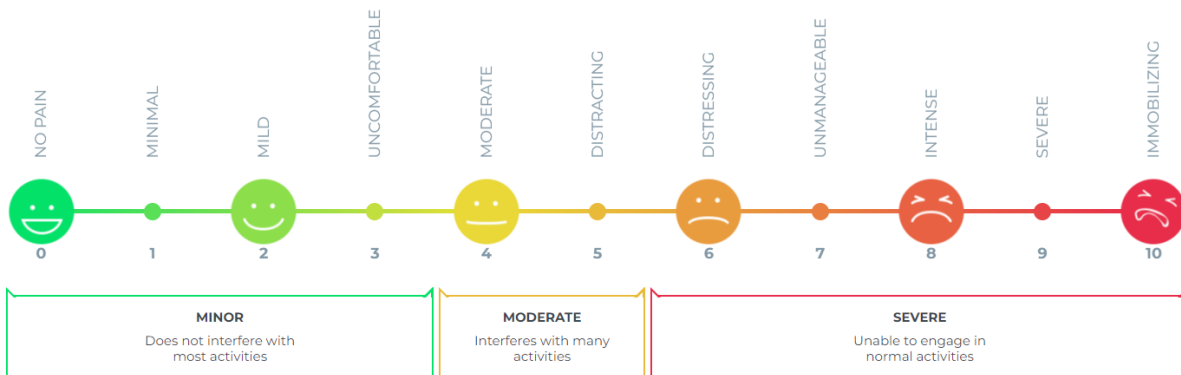 NO PAIN
MINIMAL
MILD
UNCOMFORTABLE
MODERATE
DISTRACTING
DISTRESSING
UNMANAGEABLE
INTENSE
SEVERE
IMMOBILIZING
0
1
2
3
4
5
6
7
8
9
10
MINOR
Does not interfere with
most activities
MODERATE
Interferes with many
activities
SEVERE
Unable to engage in
normal activities